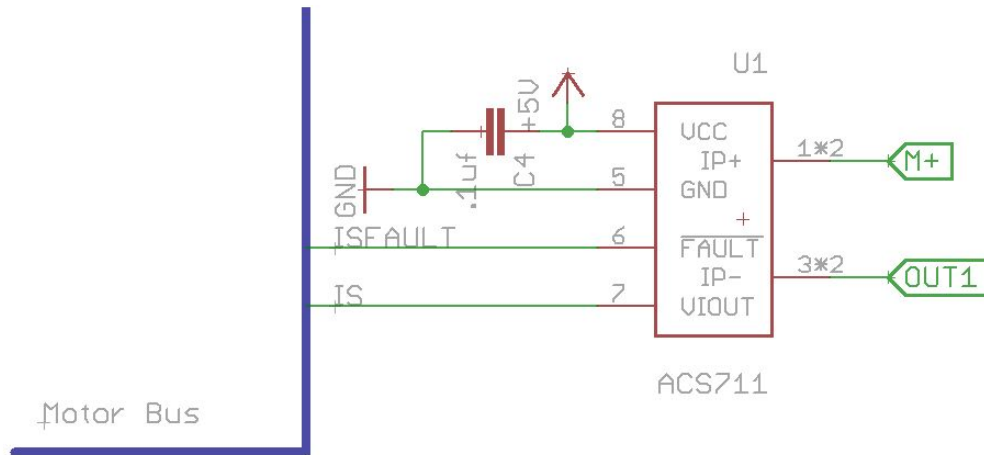 U1
+5V
.1uf
C4
GND
8
VCC
1*2
M+
IP+
5
GND
ISFAULT
6
FAULT
3*2
OUT1
IP-
IS
7
VIOUT
ACS711
Motor Bus